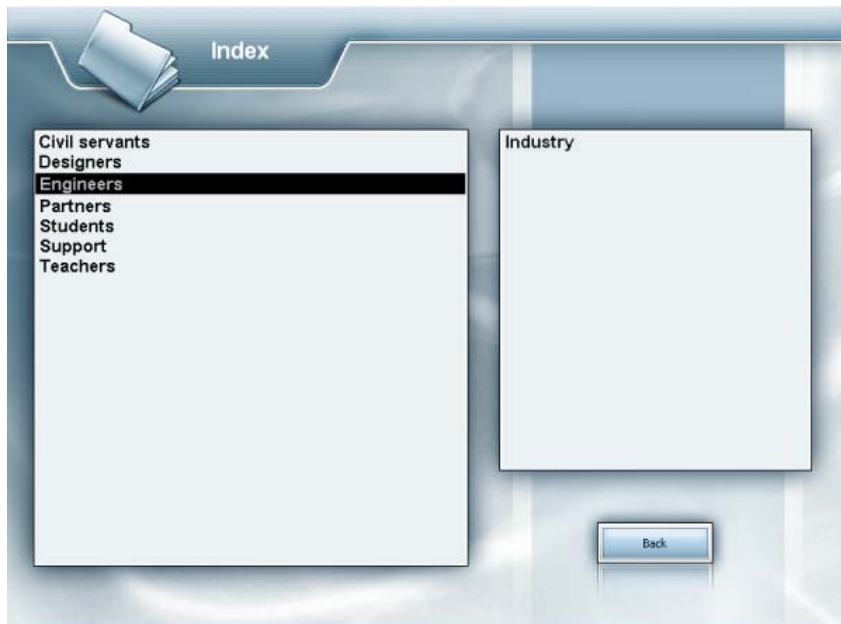 Index
Civil servants
Designers
Engineers
Partners
Students
Support
Teachers
Industry
Back